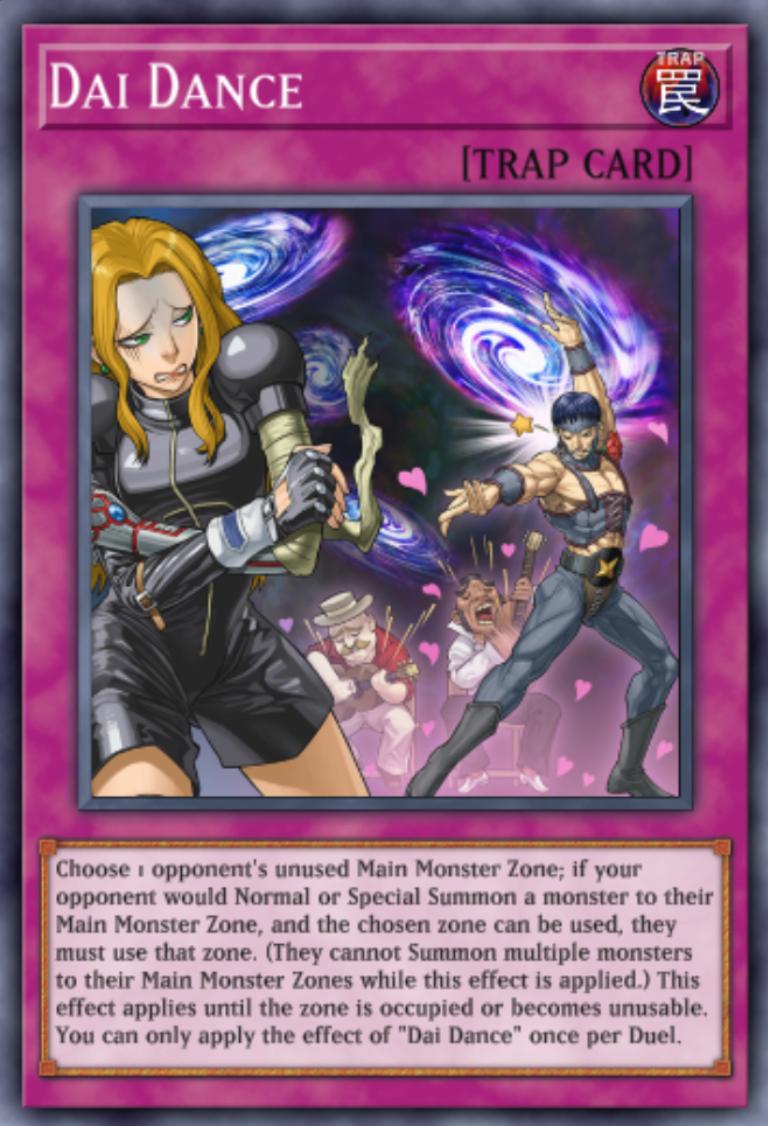 Dai Dance
TRAP
罠
[TRAP CARD]
Choose 1 opponent's unused Main Monster Zone; if your
opponent would Normal or Special Summon a monster to their
Main Monster Zone, and the chosen zone can be used, they
must use that zone. (They cannot Summon multiple monsters
to their Main Monster Zones while this effect is applied.) This
effect applies until the zone is occupied or becomes unusable.
You can only apply the effect of "Dai Dance" once per Duel.